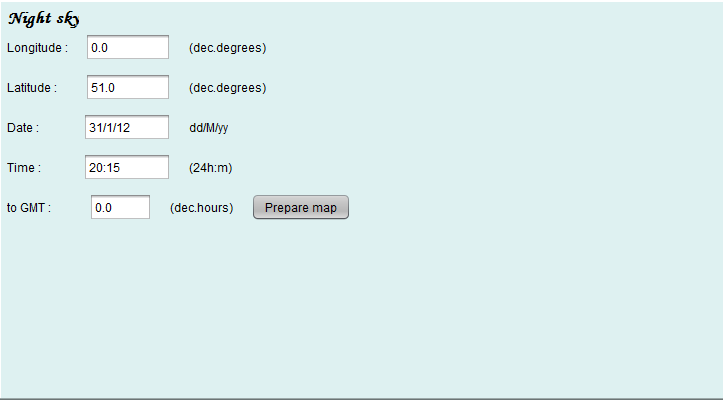 Night sky
Longitude : 0.0 (dec.degrees)
Latitude : 51.0 (dec.degrees)
Date : 31/1/12 dd/M/yy
Time : 20:15 (24h:m)
to GMT : 0.0 (dec.hours) Prepare map